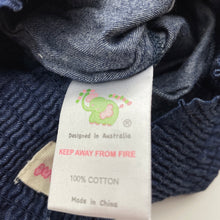 Designed in Australia
KEEP AWAY FROM FIRE
100% COTTON
Made in China